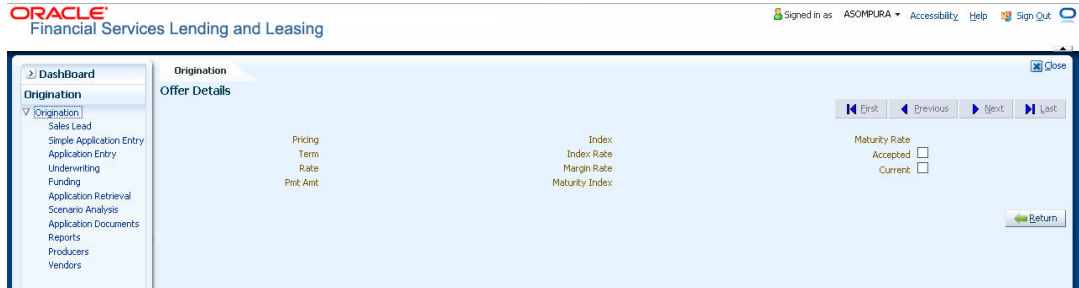 ORACLE
Financial Services Lending and Leasing
Signed in as ASOMPURA Accessibility Help Sign Out
DashBoard
Origination
Origination
Sales Lead
Simple Application Entry
Application Entry
Underwriting
Funding
Application Retrieval
Scenario Analysis
Application Documents
Reports
Producers
Vendors
Origination
Close
Offer Details
First Previous Next Last
Pricing Index Maturity Rate
Term Index Rate Accepted
Rate Margin Rate Current
Pmt Amt Maturity Index
Return